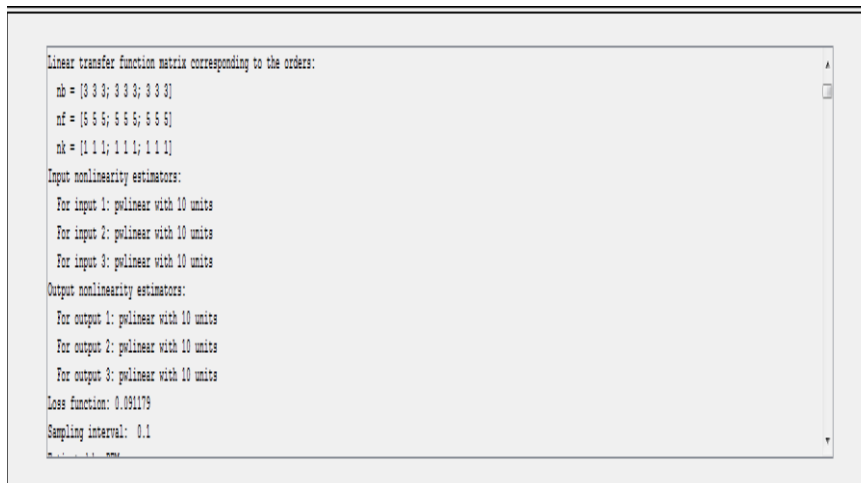 Linear transfer function matrix corresponding to the orders:
nb = [3 3 3; 3 3 3; 3 3 3]
nf = [5 5 5; 5 5 5; 5 5 5]
nk = [1 1 1; 1 1 1; 1 1 1]
Input nonlinearity estimators:
For input 1: pwlinear with 10 units
For input 2: pwlinear with 10 units
For input 3: pwlinear with 10 units
Output nonlinearity estimators:
For output 1: pwlinear with 10 units
For output 2: pwlinear with 10 units
For output 3: pwlinear with 10 units
Loss function: 0.091179
Sampling interval: 0.1